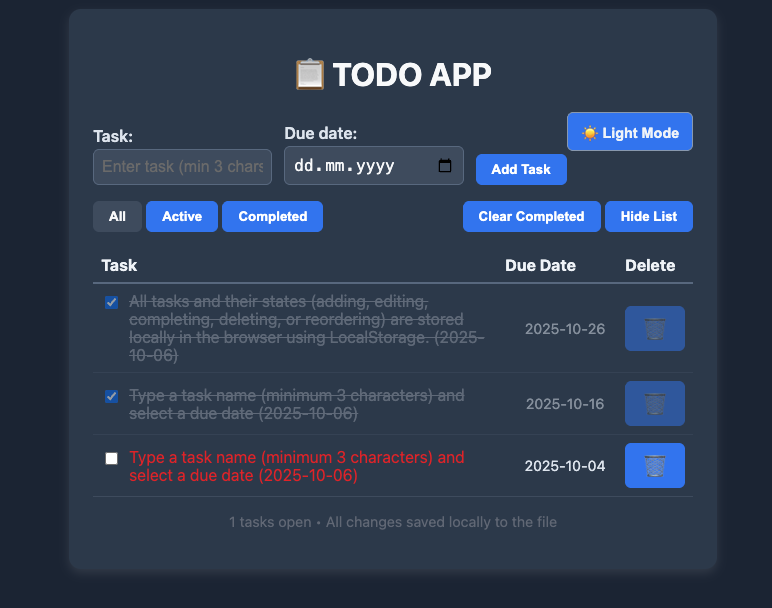 TODO APP
Task:
Due date:
Light Mode
Enter task (min 3 chars
dd.mm.yyyy
Add Task
All
Active
Completed
Clear Completed
Hide List
Task
Due Date
Delete
All tasks and their states (adding, editing,
completing, deleting, or reordering) are stored
locally in the browser using LocalStorage. (2025-
10-06)
2025-10-26
Type a task name (minimum 3 characters) and
select a due date (2025-10-06)
2025-10-16
Type a task name (minimum 3 characters) and
select a due date (2025-10-06)
2025-10-04
1 tasks open • All changes saved locally to the file